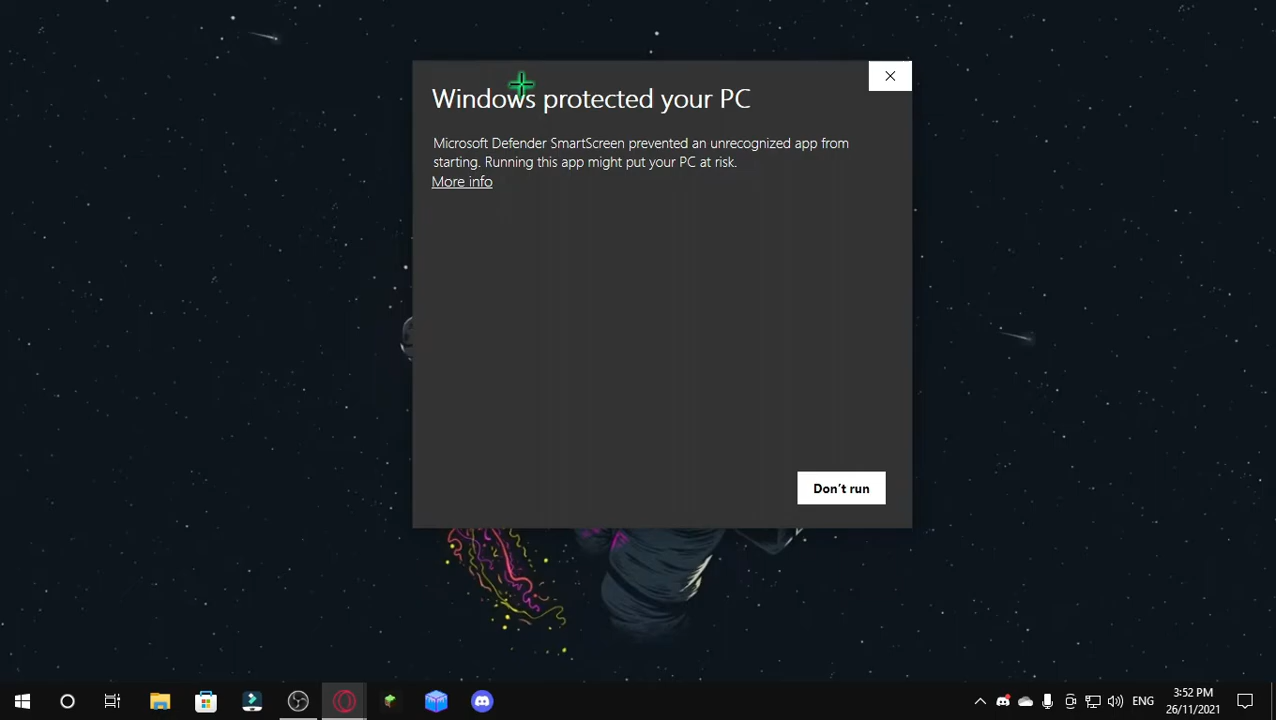 Windows protected your PC
Microsoft Defender SmartScreen prevented an unrecognized app from
starting. Running this app might put your PC at risk.
More info
Don't run
ENG
3:52 PM
26/11/2021